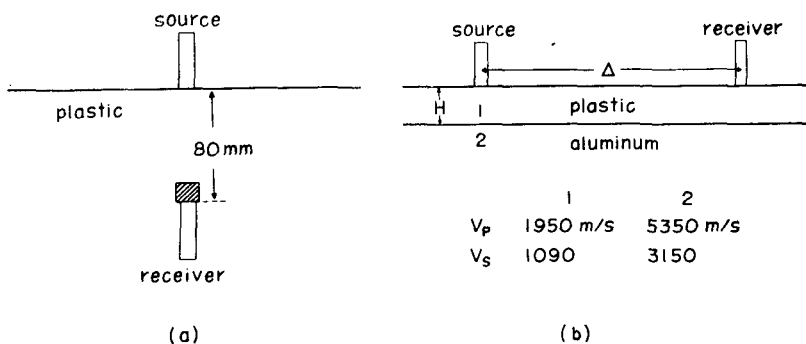 source
plastic
80 mm
receiver
(a)
source
receiver
Δ
H
1
plastic
2
aluminum
1 2
VP 1950 m/s 5350 m/s
VS 1090 3150
(b)